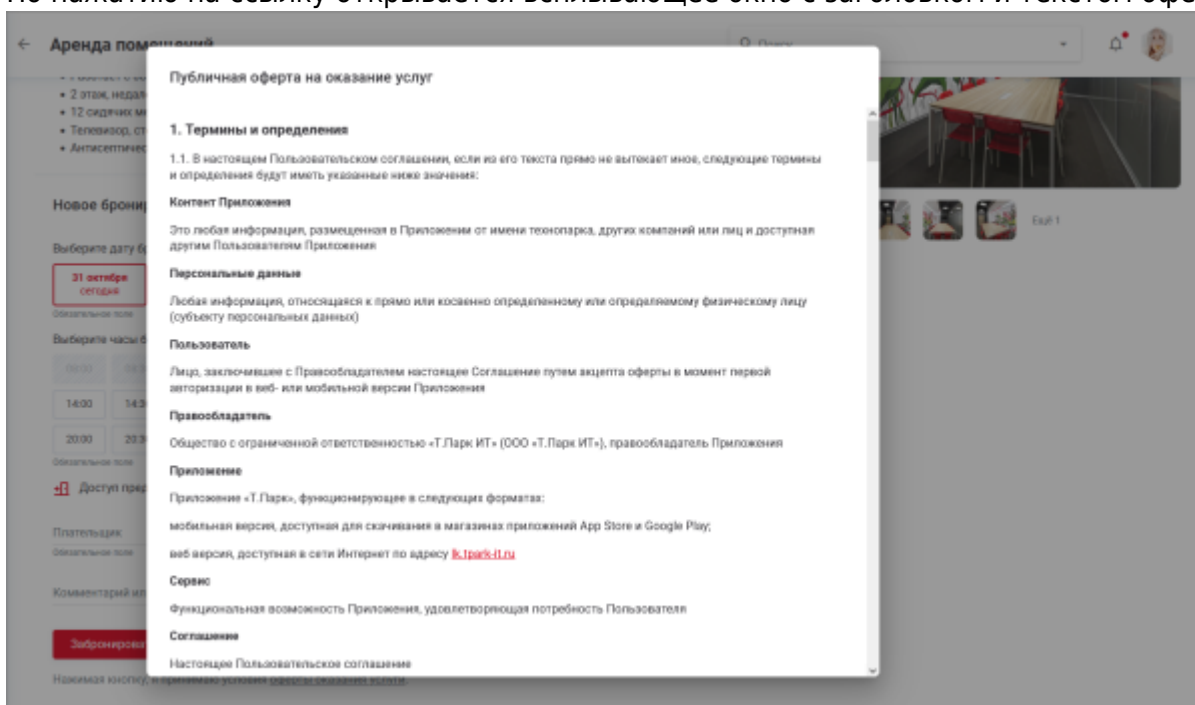 По нажатию на ссылку открывается всплывающее окно с заголовком и текстом офе
Аренда помещений
Поиск
2 этаж, недал
12 сидячих ме
Телевизор, ст
Антисептичес
Новое брониј
Выберите дату б
31 октября
сегодня
Обязательное поле
Выберите часы б
14:00 14:3
20:00 20:3
Обязательное поле
Доступ пред
Плательщик
Обязательное поле
Комментарий ил
Заброниров
Нажимая кнопку, я принимаю условия оферты оказания услуги.
Ещё 1
Публичная оферта на оказание услуг
1. Термины и определения
1.1. В настоящем Пользовательском соглашении, если из его текста прямо не вытекает иное, следующие термины
и определения будут иметь указанные ниже значения:
Контент Приложения
Это любая информация, размещенная в Приложении от имени технопарка, других компаний или лиц и доступная
другим Пользователям Приложения
Персональные данные
Любая информация, относящаяся к прямо или косвенно определенному или определяемому физическому лицу
(субъекту персональных данных)
Пользователь
Лицо, заключившее с Правообладателем настоящее Соглашение путем акцепта оферты в момент первой
авторизации в веб- или мобильной версии Приложения
Правообладатель
Общество с ограниченной ответственностью «Т.Парк ИТ» (ООО «Т.Парк ИТ»), правообладатель Приложения
Приложение
Приложение «Т.Парк», функционирующее в следующих форматах:
мобильная версия, доступная для скачивания в магазинах приложений App Store и Google Play;
веб версия, доступная в сети Интернет по адресу lk.tpark-it.ru
Сервис
Функциональная возможность Приложения, удовлетворяющая потребность Пользователя
Соглашение
Настоящее Пользовательское соглашение